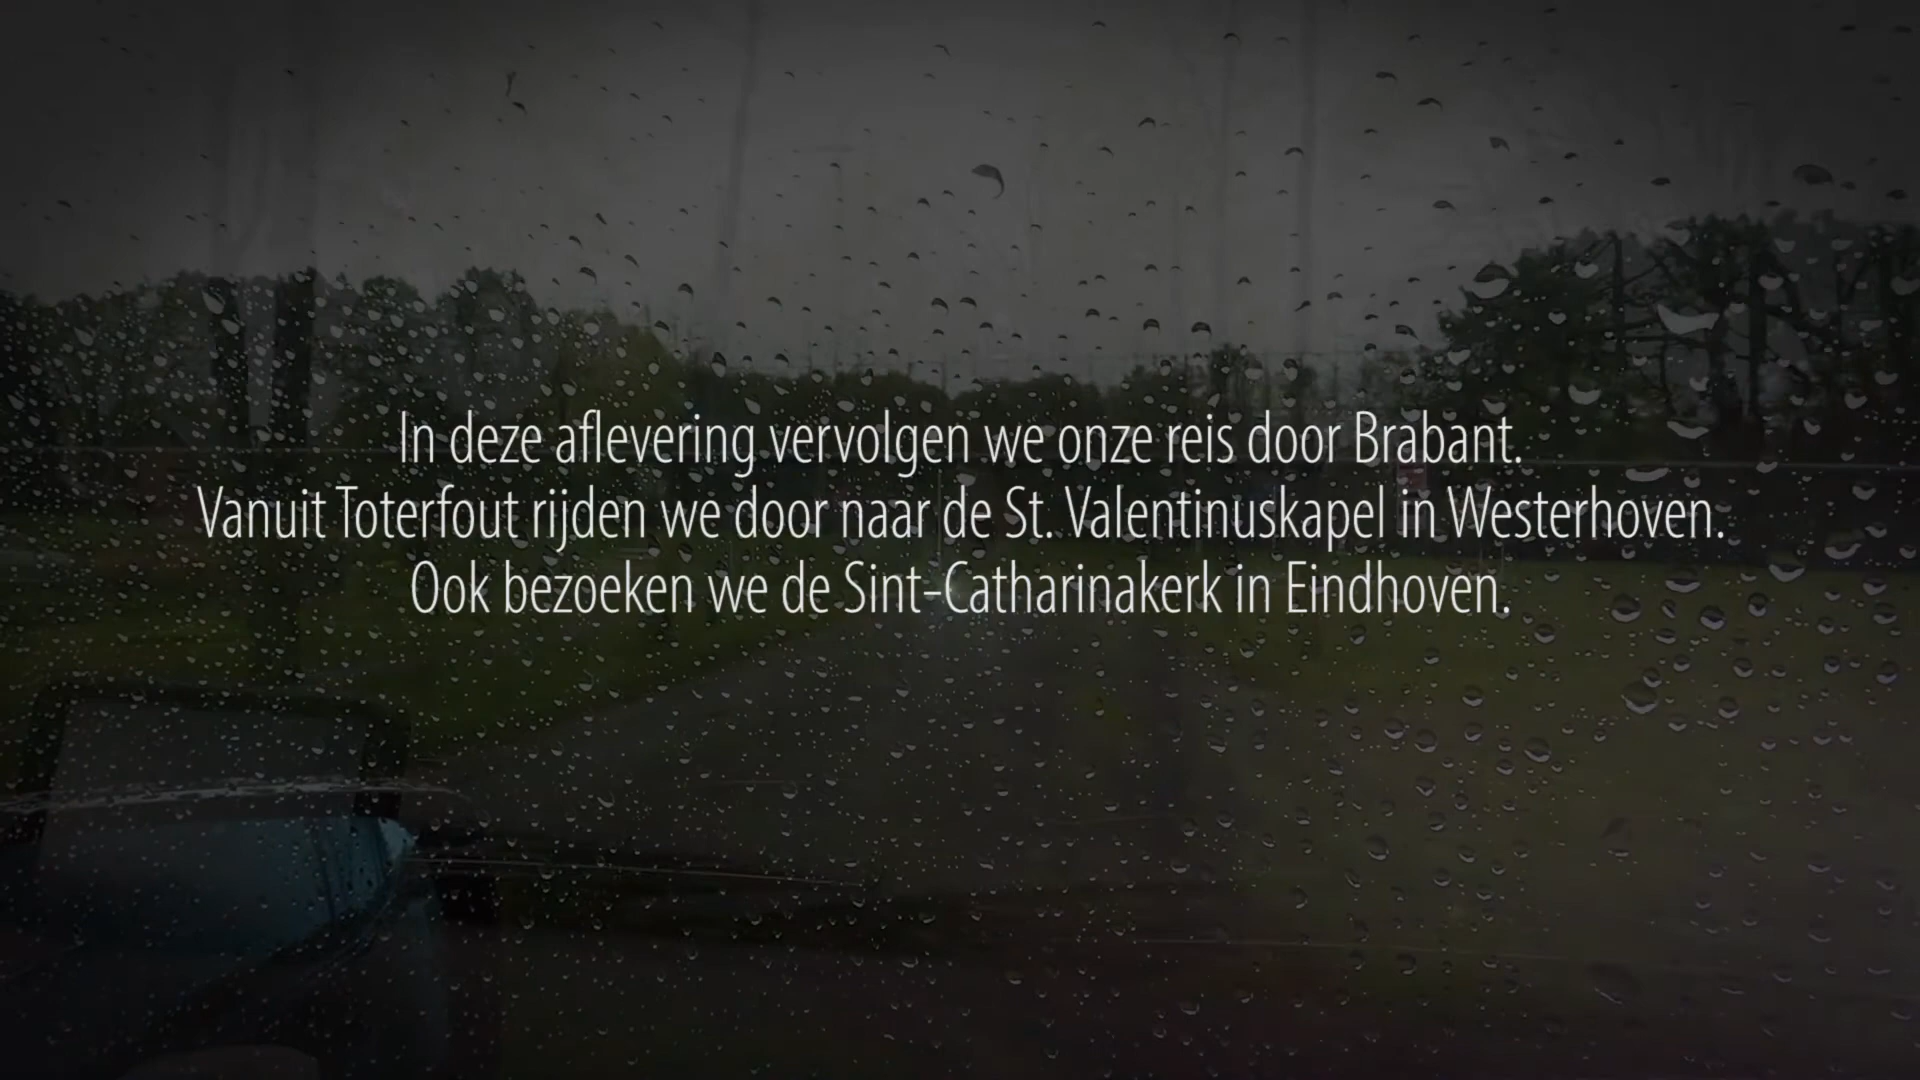 In deze aflevering vervolgen we onze reis door Brabant.
Vanuit Toterfout rijden we door naar de St. Valentinuskapel in Westerhoven.
Ook bezoeken we de Sint-Catharinakerk in Eindhoven.